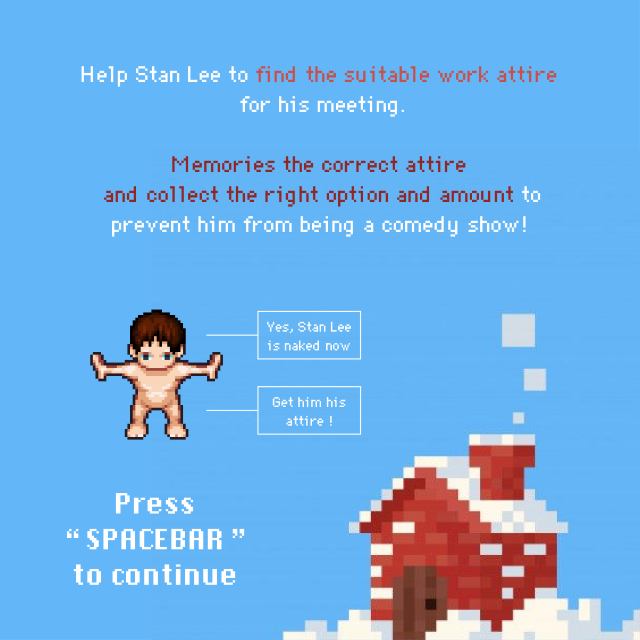 Help Stan Lee to find the suitable work attire
for his meeting.
Memories the correct attire
and collect the right option and amount to
prevent him from being a comedy show!
Yes, Stan Lee
is naked now
Get him his
attire !
Press
“ SPACEBAR ”
to continue